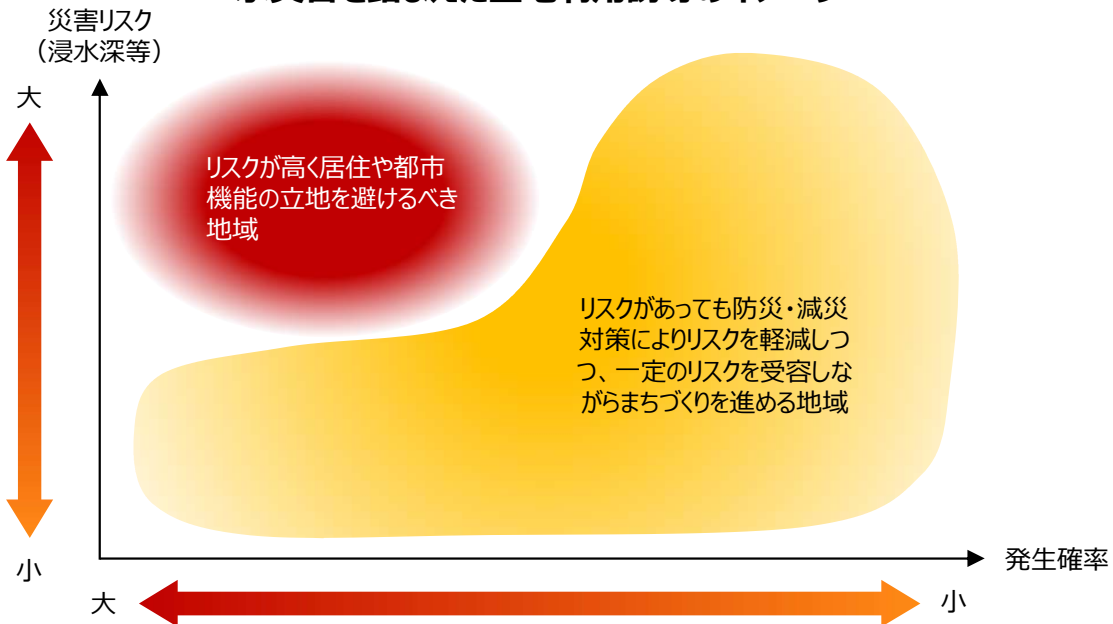 災害リスク
（浸水深等）
大
リスクが高く居住や都市
機能の立地を避けるべき
地域
リスクがあっても防災・減災
対策によりリスクを軽減しつ
つ、一定のリスクを受容しな
がらまちづくりを進める地域
小
発生確率
大
小